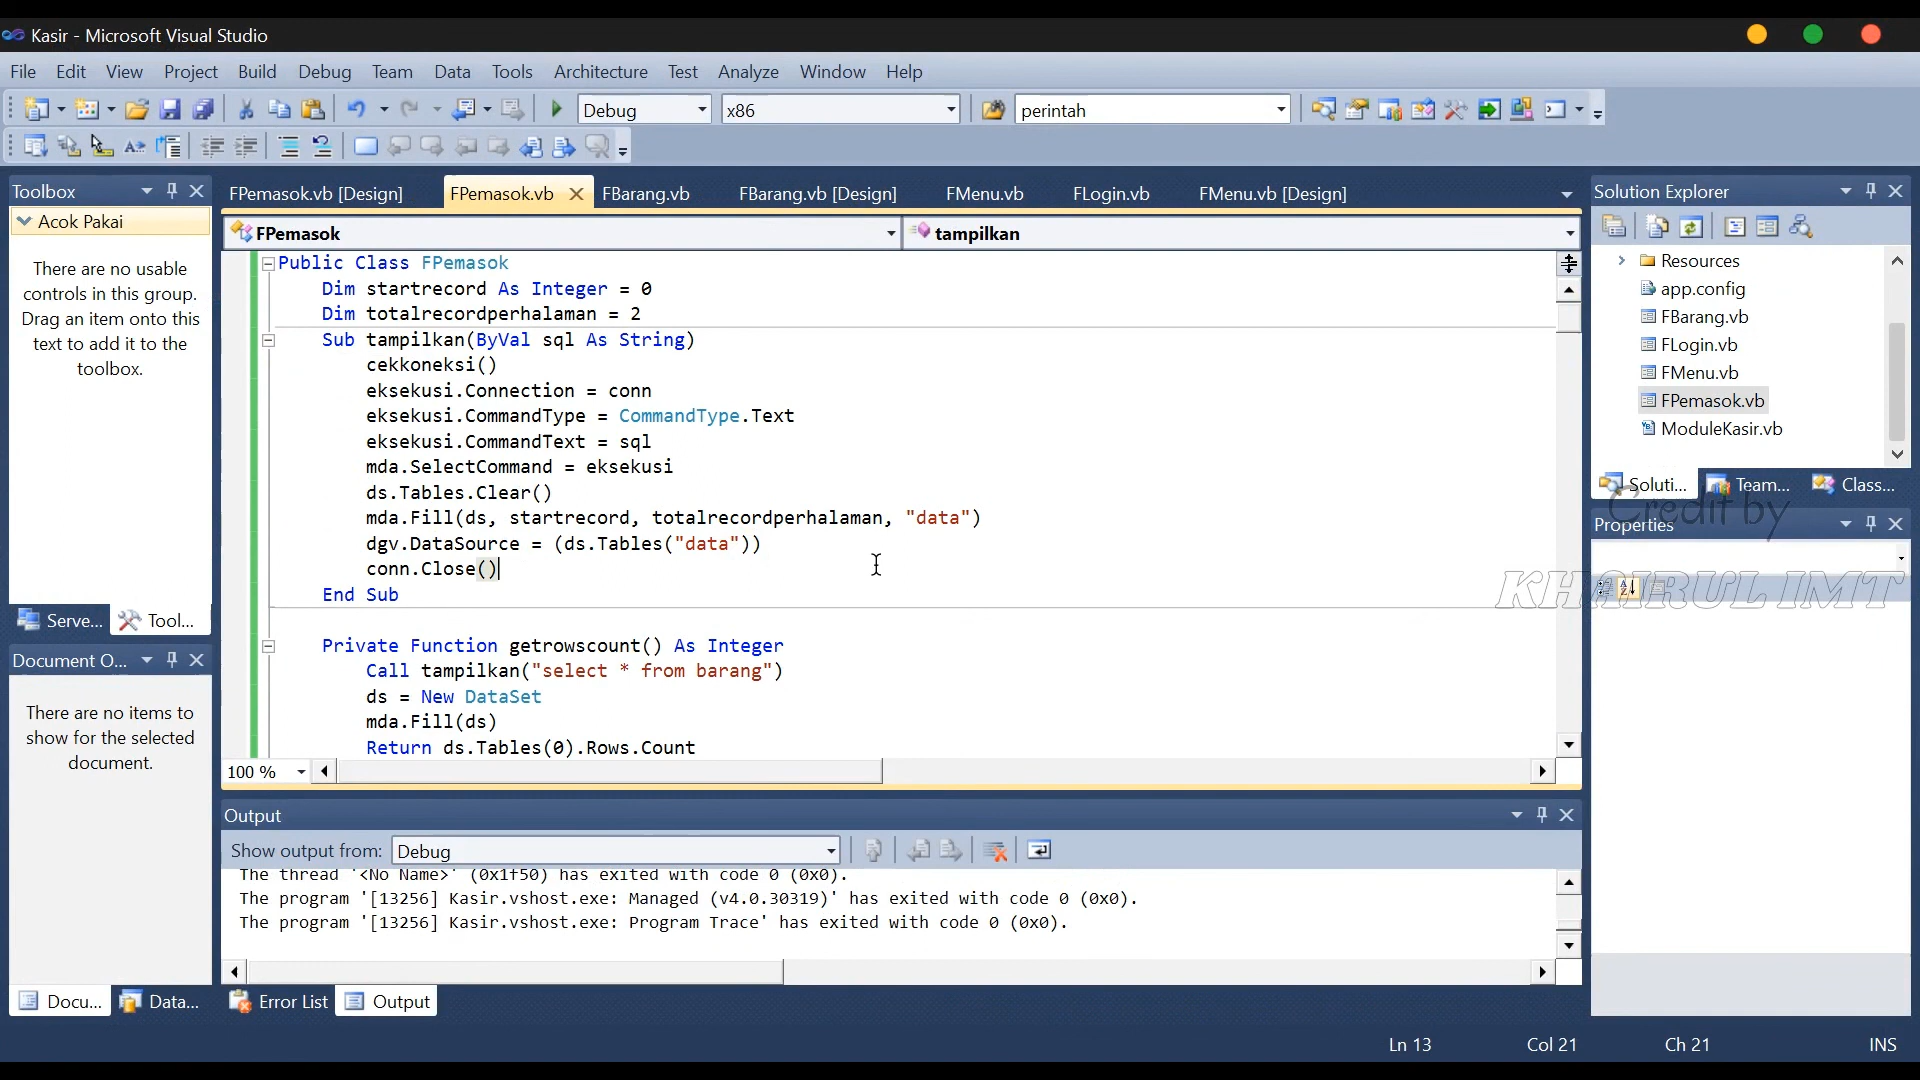 Kasir - Microsoft Visual Studio
File Edit View Project Build Debug Team Data Tools Architecture Test Analyze Window Help
Debug x86 perintah
Toolbox
Acok Pakai
There are no usable
controls in this group.
Drag an item onto this
text to add it to the
toolbox.
Serve... Tool...
Document O...
There are no items to
show for the selected
document.
Docu... Data...
FPemasok.vb [Design] FPemasok.vb FBarang.vb FBarang.vb [Design] FMenu.vb FLogin.vb FMenu.vb [Design]
FPemasok tampilkan
Public Class FPemasok
Dim startrecord As Integer = 0
Dim totalrecordperhalaman = 2
Sub tampilkan(ByVal sql As String)
cekkoneksi()
eksekusi.Connection = conn
eksekusi.CommandType = CommandType.Text
eksekusi.CommandText = sql
mda.SelectCommand = eksekusi
ds.Tables.Clear()
mda.Fill(ds, startrecord, totalrecordperhalaman, "data")
dgv.DataSource = (ds.Tables("data"))
conn.Close()
End Sub
Private Function getrowscount() As Integer
Call tampilkan("select * from barang")
ds = New DataSet
mda.Fill(ds)
Return ds.Tables(0).Rows.Count
100 %
Output
Show output from: Debug
The thread '<No Name>' (0x1f50) has exited with code 0 (0x0).
The program '[13256] Kasir.vshost.exe: Managed (v4.0.30319)' has exited with code 0 (0x0).
The program '[13256] Kasir.vshost.exe: Program Trace' has exited with code 0 (0x0).
Error List Output
Solution Explorer
Resources
app.config
FBarang.vb
FLogin.vb
FMenu.vb
FPemasok.vb
ModuleKasir.vb
Soluti... Team... Class...
Credit by
Properties
KHAIRUL IMT
Ln 13 Col 21 Ch 21 INS